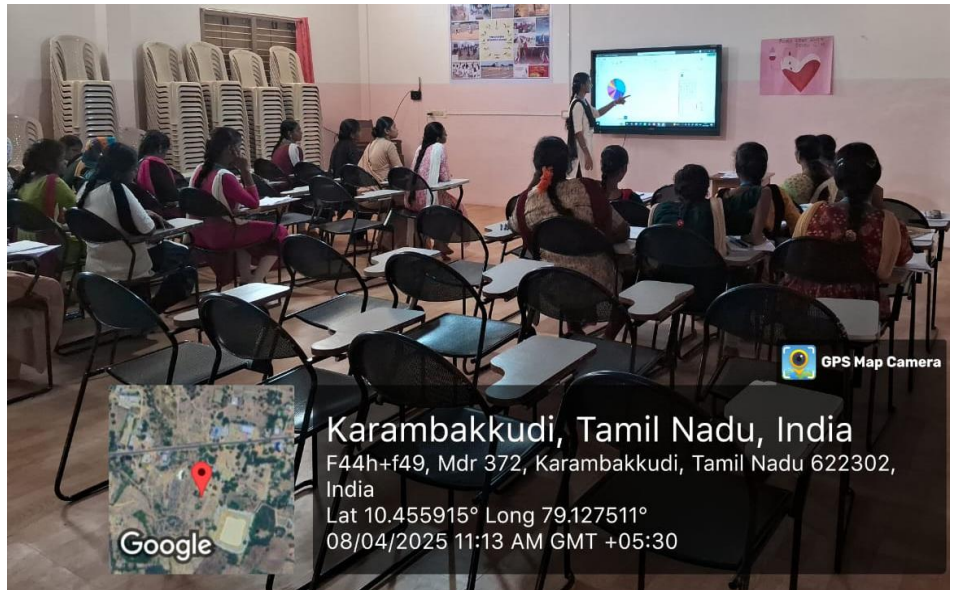 GPS Map Camera
Karambakkudi, Tamil Nadu, India
F44h+f49, Mdr 372, Karambakkudi, Tamil Nadu 622302,
India
Lat 10.455915° Long 79.127511°
08/04/2025 11:13 AM GMT +05:30
Google